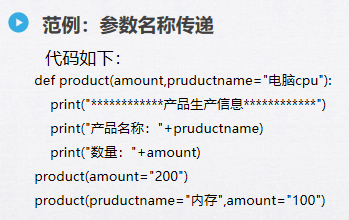 范例：参数名称传递
代码如下：
def product(amount,pruductname="电脑cpu"):
print("************产品生产信息************")
print("产品名称："+pruductname)
print("数量："+amount)
product(amount="200")
product(pruductname="内存",amount="100")